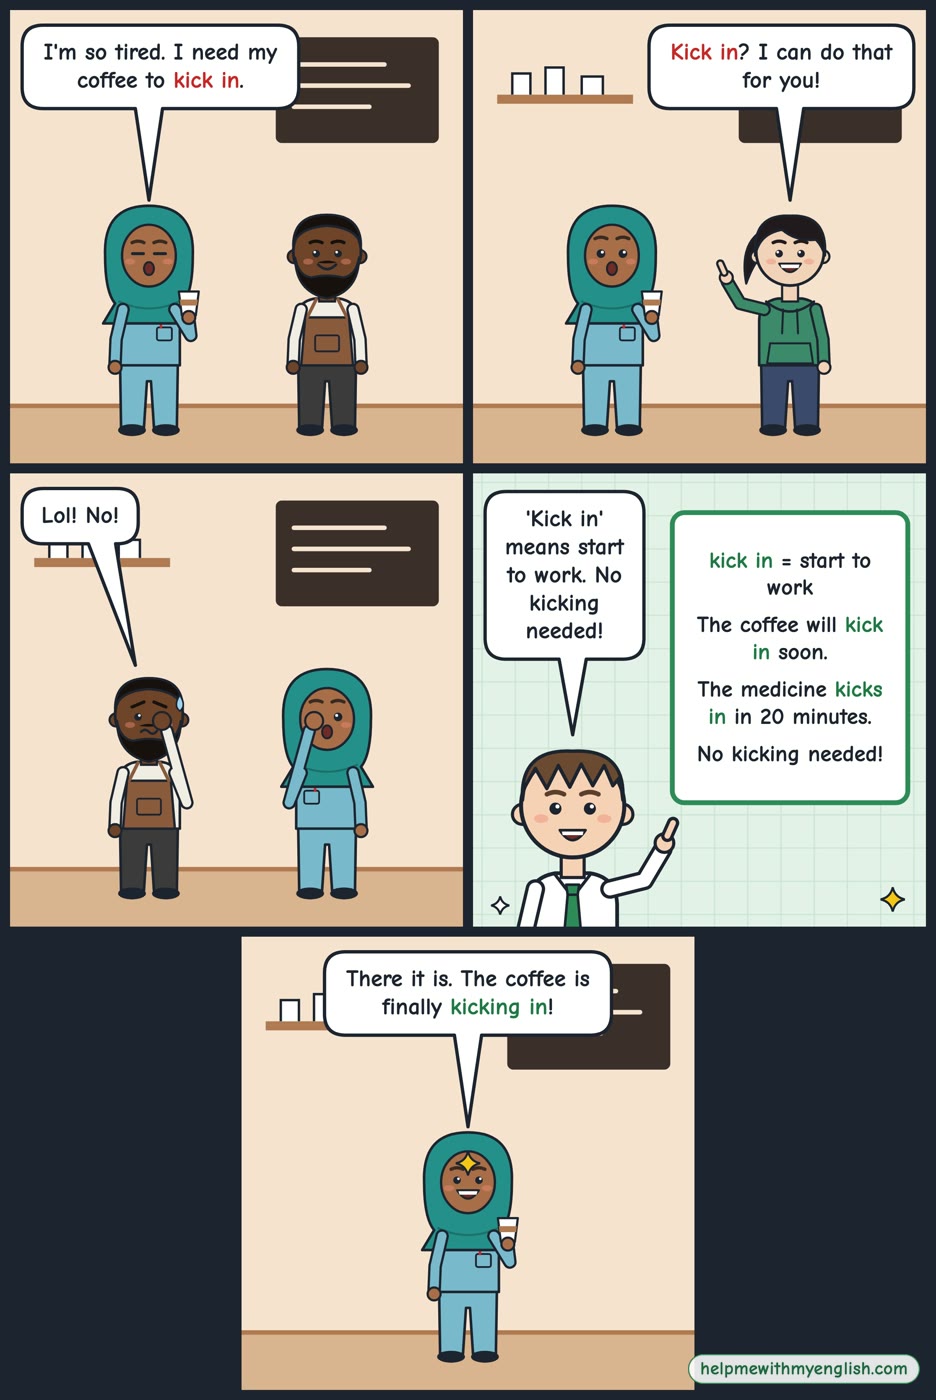 I'm so tired. I need my
coffee to kick in.
Kick in? I can do that
for you!
Lol! No!
'Kick in'
means start
to work. No
kicking
needed!
kick in = start to
work
The coffee will kick
in soon.
The medicine kicks
in in 20 minutes.
No kicking needed!
There it is. The coffee is
finally kicking in!
helpmewithmyenglish.com